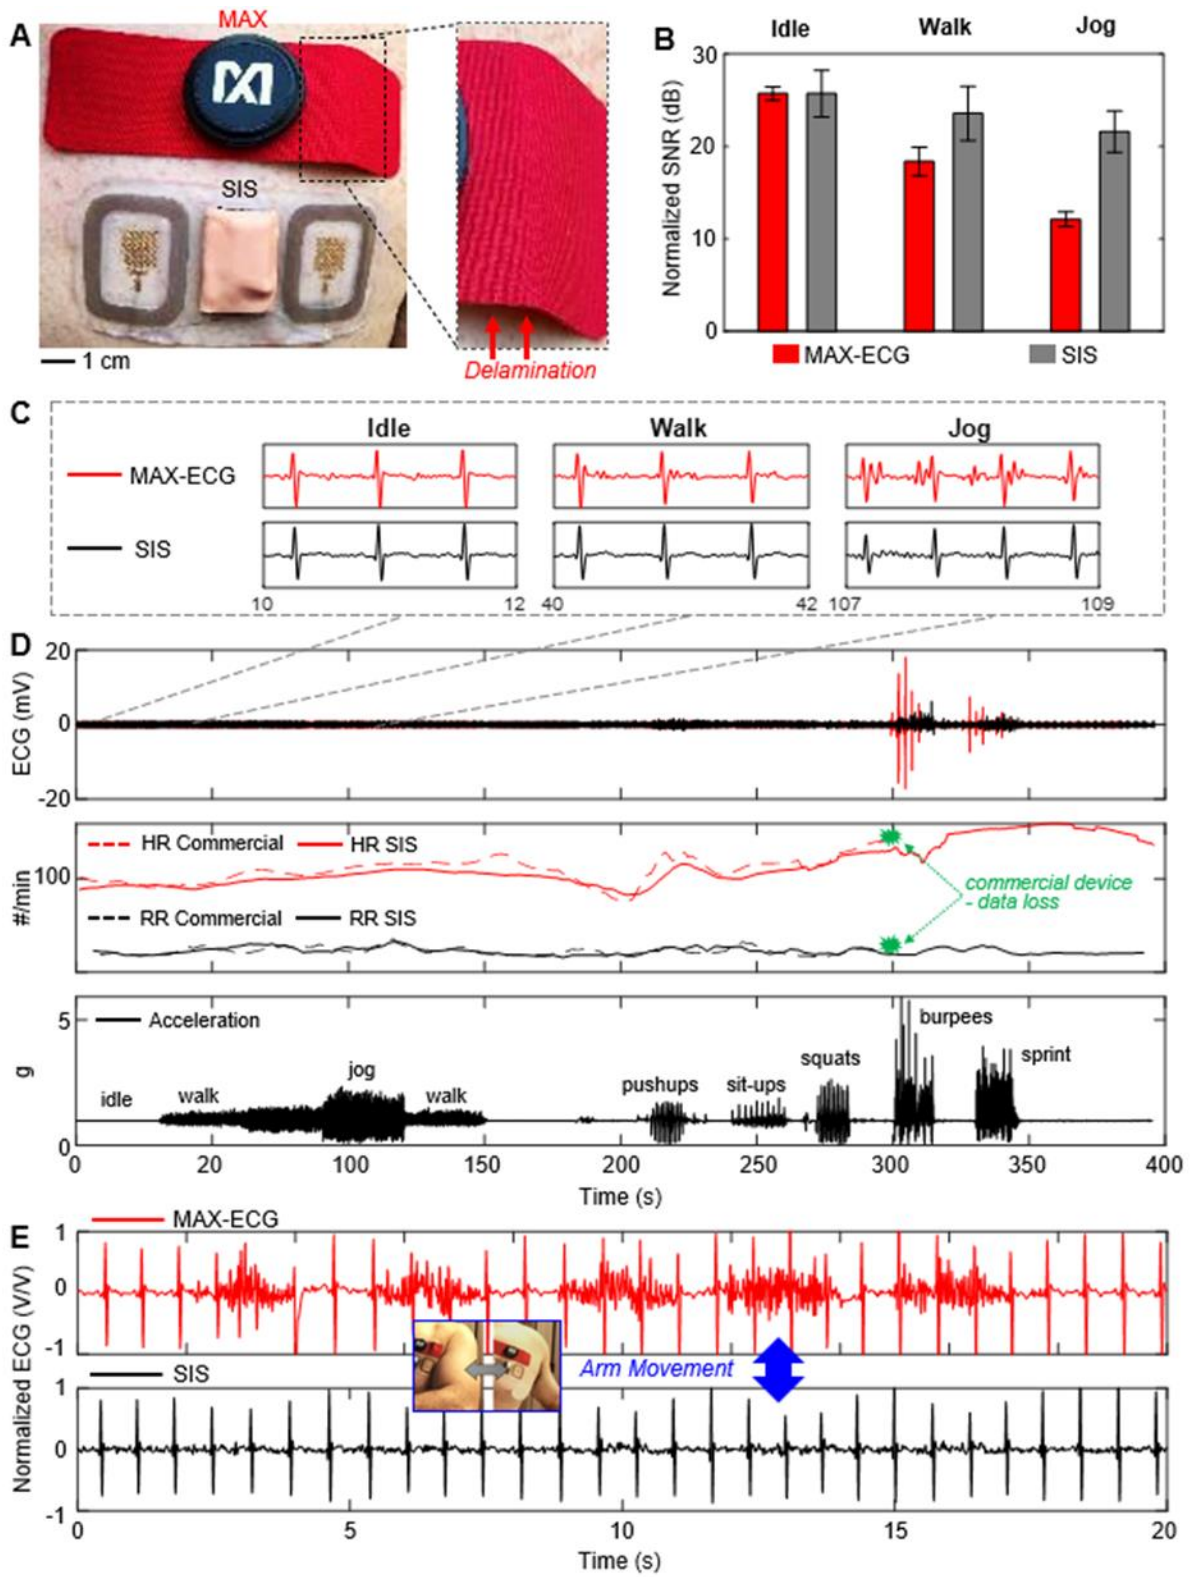 A
MAX
SIS
1 cm
Delamination
B
Idle Walk Jog
Normalized SNR (dB)
30
20
10
0
MAX-ECG SIS
C
Idle Walk Jog
MAX-ECG
SIS
10 12 40 42 107 109
D
ECG (mV)
20
0
-20
#/min
100
HR Commercial HR SIS
RR Commercial RR SIS
commercial device
- data loss
g
5
0
Acceleration
idle
walk
jog
walk
pushups
sit-ups
squats
burpees
sprint
0 20 100 150 200 250 300 350 400
Time (s)
E
MAX-ECG
Normalized ECG (V/V)
1
0
-1
Arm Movement
SIS
1
0
-1
0 5 10 15 20
Time (s)